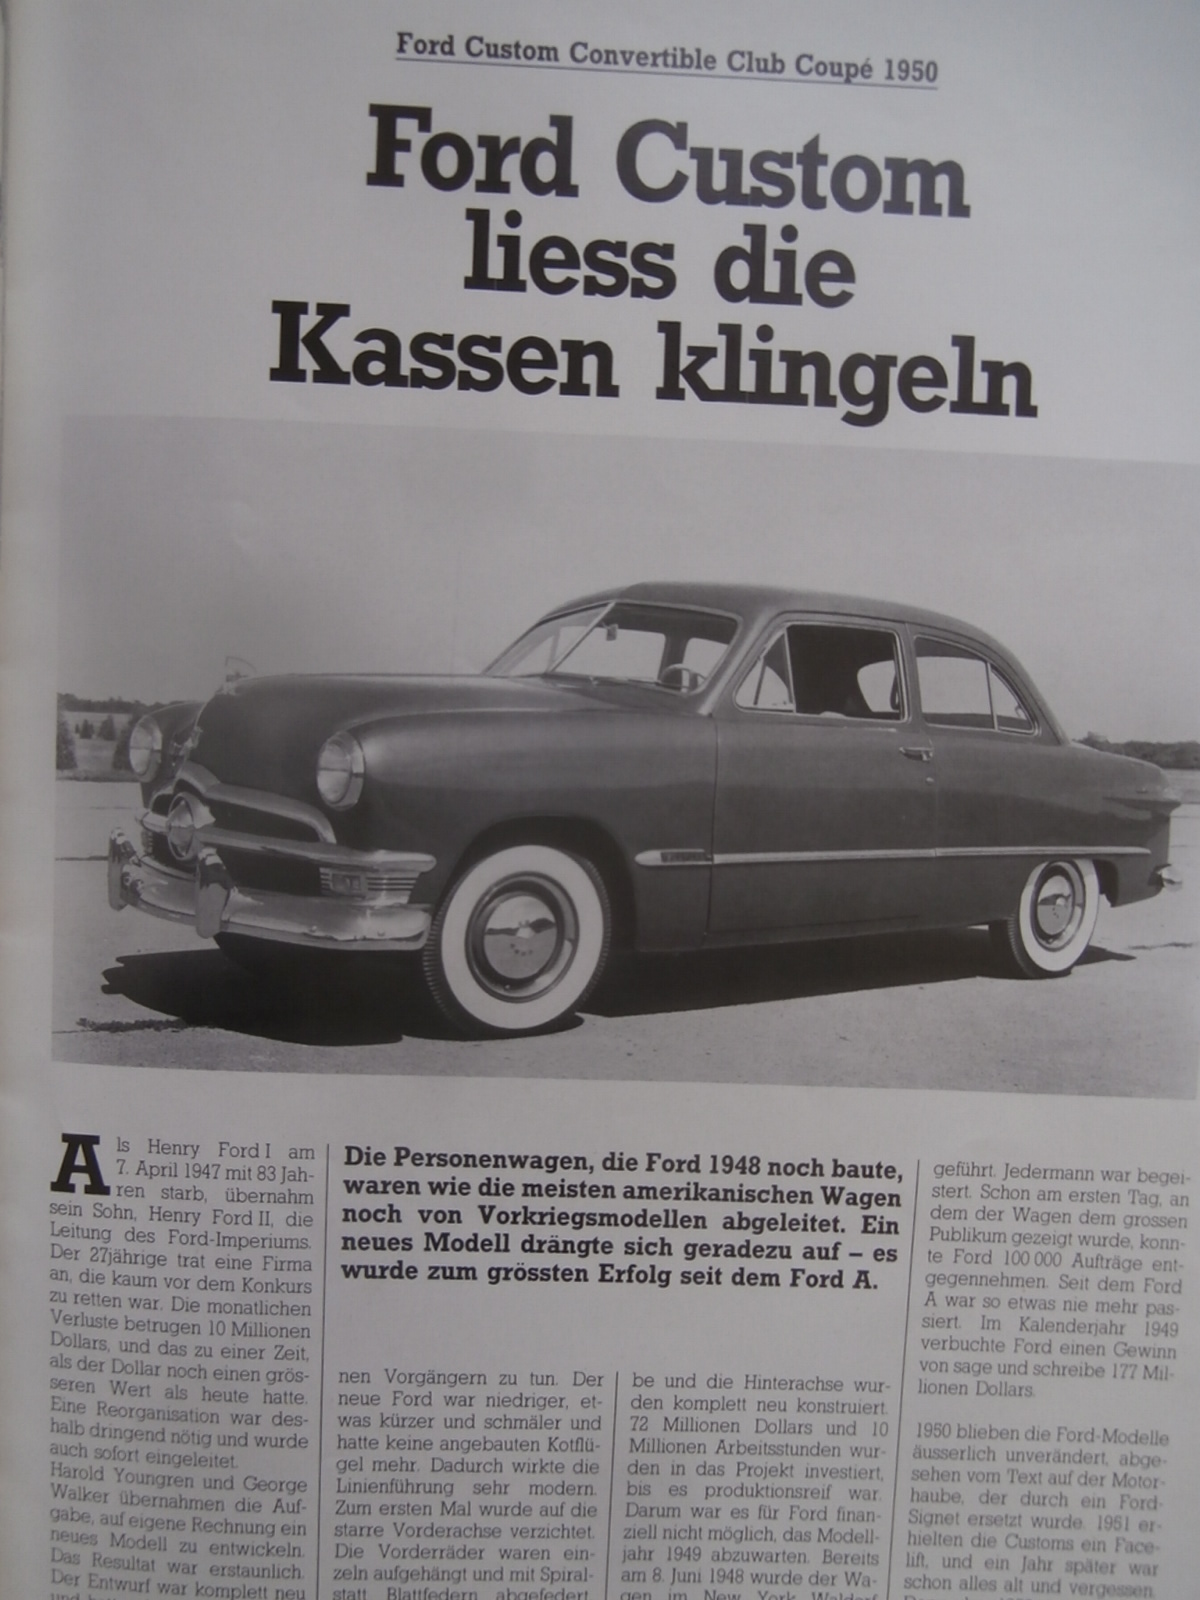 Ford Custom Convertible Club Coupé 1950
Ford Custom
liess die
Kassen klingeln
Als Henry Ford I am
7. April 1947 mit 83 Jah-
ren starb, übernahm
sein Sohn, Henry Ford II, die
Leitung des Ford-Imperiums.
Der 27jährige trat eine Firma
an, die kaum vor dem Konkurs
zu retten war. Die monatlichen
Verluste betrugen 10 Millionen
Dollars, und das zu einer Zeit,
als der Dollar noch einen grös-
seren Wert als heute hatte.
Eine Reorganisation war des-
halb dringend nötig und wurde
auch sofort eingeleitet.
Harold Youngren und George
Walker übernahmen die Auf-
gabe, auf eigene Rechnung ein
neues Modell zu entwickeln.
Das Resultat war erstaunlich.
Der Entwurf war komplett neu
Die Personenwagen, die Ford 1948 noch baute,
waren wie die meisten amerikanischen Wagen
noch von Vorkriegsmodellen abgeleitet. Ein
neues Modell drängte sich geradezu auf – es
wurde zum grössten Erfolg seit dem Ford A.
nen Vorgängern zu tun. Der
neue Ford war niedriger, et-
was kürzer und schmäler und
hatte keine angebauten Kotflü-
gel mehr. Dadurch wirkte die
Linienführung sehr modern.
Zum ersten Mal wurde auf die
starre Vorderachse verzichtet.
Die Vorderräder waren ein-
zeln aufgehängt und mit Spiral-
statt Blattfedern abgefedert.
be und die Hinterachse wur-
den komplett neu konstruiert.
72 Millionen Dollars und 10
Millionen Arbeitsstunden wur-
den in das Projekt investiert,
bis es produktionsreif war.
Darum war es für Ford finan-
ziell nicht möglich, das Modell-
jahr 1949 abzuwarten. Bereits
am 8. Juni 1948 wurde der Wa-
gen im New York Waldorf
geführt. Jedermann war begei-
stert. Schon am ersten Tag, an
dem der Wagen dem grossen
Publikum gezeigt wurde, konn-
te Ford 100 000 Aufträge ent-
gegennehmen. Seit dem Ford
A war so etwas nie mehr pas-
siert. Im Kalenderjahr 1949
verbuchte Ford einen Gewinn
von sage und schreibe 177 Mil-
lionen Dollars.
1950 blieben die Ford-Modelle
äusserlich unverändert, abge-
sehen vom Text auf der Motor-
haube, der durch ein Ford-
Signet ersetzt wurde. 1951 er-
hielten die Customs ein Face-
lift, und ein Jahr später war
schon alles alt und vergessen.